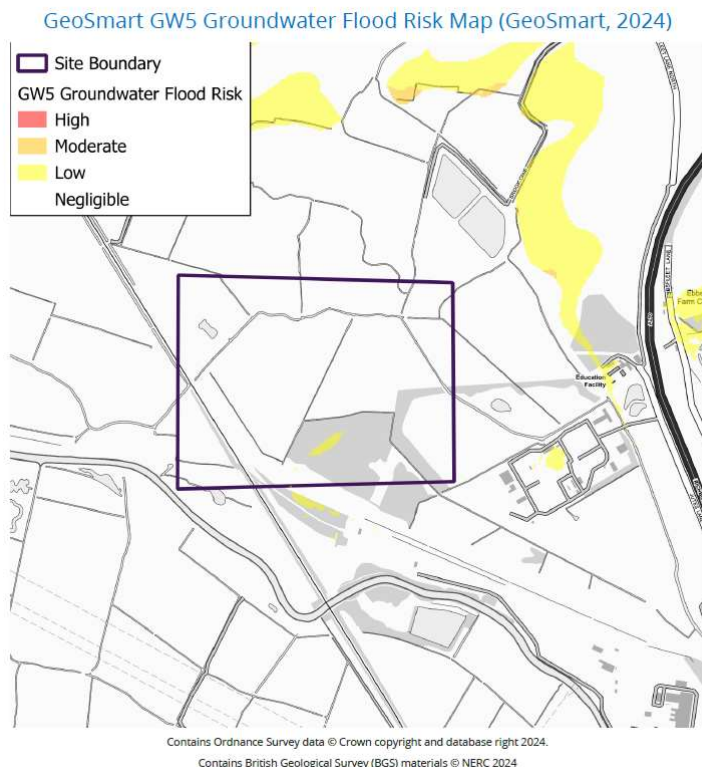 GeoSmart GW5 Groundwater Flood Risk Map (GeoSmart, 2024)
Site Boundary
GW5 Groundwater Flood Risk
High
Moderate
Low
Negligible
Farm
Education
Facility
A256
Contains Ordnance Survey data © Crown copyright and database right 2024.
Contains British Geological Survey (BGS) materials © NERC 2024